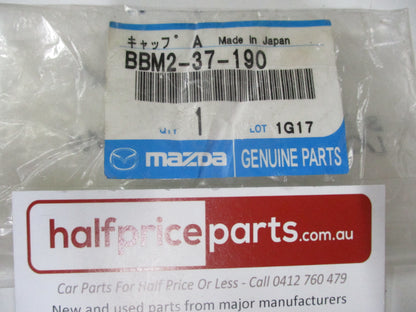 キャップ A Made in Japan
BBM2-37-190
QTY 1 LOT 1G17
mazda GENUINE PARTS
halfpriceparts.com.au
Car Parts For Half Price Or Less - Call 0412 760 479
New and used parts from major manufacturers